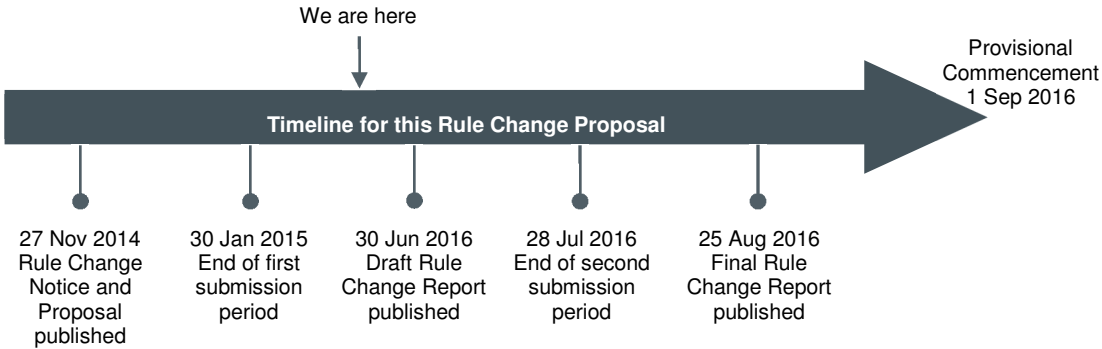 We are here
Provisional
Commencement
1 Sep 2016
Timeline for this Rule Change Proposal
27 Nov 2014
Rule Change
Notice and
Proposal
published
30 Jan 2015
End of first
submission
period
30 Jun 2016
Draft Rule
Change Report
published
28 Jul 2016
End of second
submission
period
25 Aug 2016
Final Rule
Change Report
published